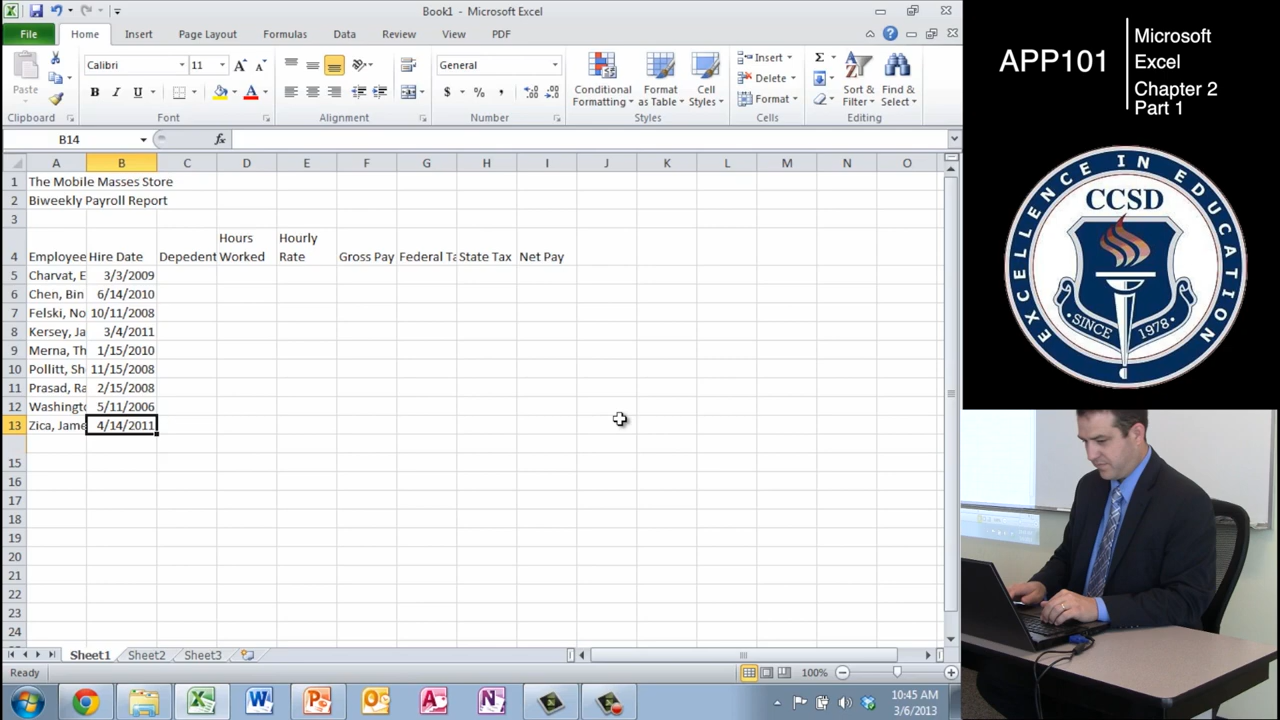 Book1 - Microsoft Excel
File Home Insert Page Layout Formulas Data Review View PDF
Calibri 11 General
Paste
B I U
$ % ,
Conditional Formatting
Format as Table
Cell Styles
Insert
Delete
Format
Sort & Filter
Find & Select
Clipboard Font Alignment Number Styles Cells Editing
B14 fx
A B C D E F G H I J K L M N O
1 The Mobile Masses Store
2 Biweekly Payroll Report
3
Hours Hourly
4 Employee Hire Date Depedent Worked Rate Gross Pay Federal Ta State Tax Net Pay
5 Charvat, E 3/3/2009
6 Chen, Bin 6/14/2010
7 Felski, No 10/11/2008
8 Kersey, Ja 3/4/2011
9 Merna, Th 1/15/2010
10 Pollitt, Sh 11/15/2008
11 Prasad, Ra 2/15/2008
12 Washingto 5/11/2006
13 Zica, Jame 4/14/2011
15
16
17
18
19
20
21
22
23
24
Sheet1 Sheet2 Sheet3
Ready 100%
10:45 AM
3/6/2013
APP101
Microsoft
Excel
Chapter 2
Part 1
EXCELLENCE IN EDUCATION
CCSD
SINCE 1978